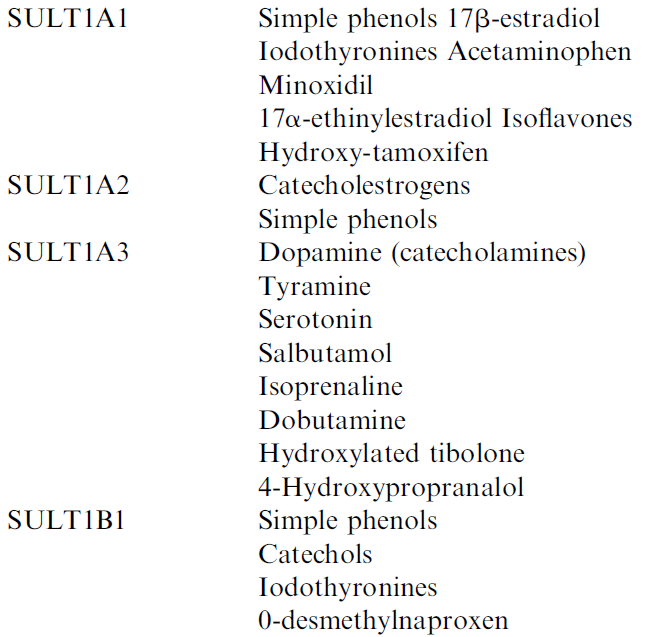 SULT1A1 Simple phenols 17β-estradiol
Iodothyronines Acetaminophen
Minoxidil
17α-ethinylestradiol Isoflavones
Hydroxy-tamoxifen
SULT1A2 Catecholestrogens
Simple phenols
SULT1A3 Dopamine (catecholamines)
Tyramine
Serotonin
Salbutamol
Isoprenaline
Dobutamine
Hydroxylated tibolone
4-Hydroxypropranalol
SULT1B1 Simple phenols
Catechols
Iodothyronines
0-desmethylnaproxen